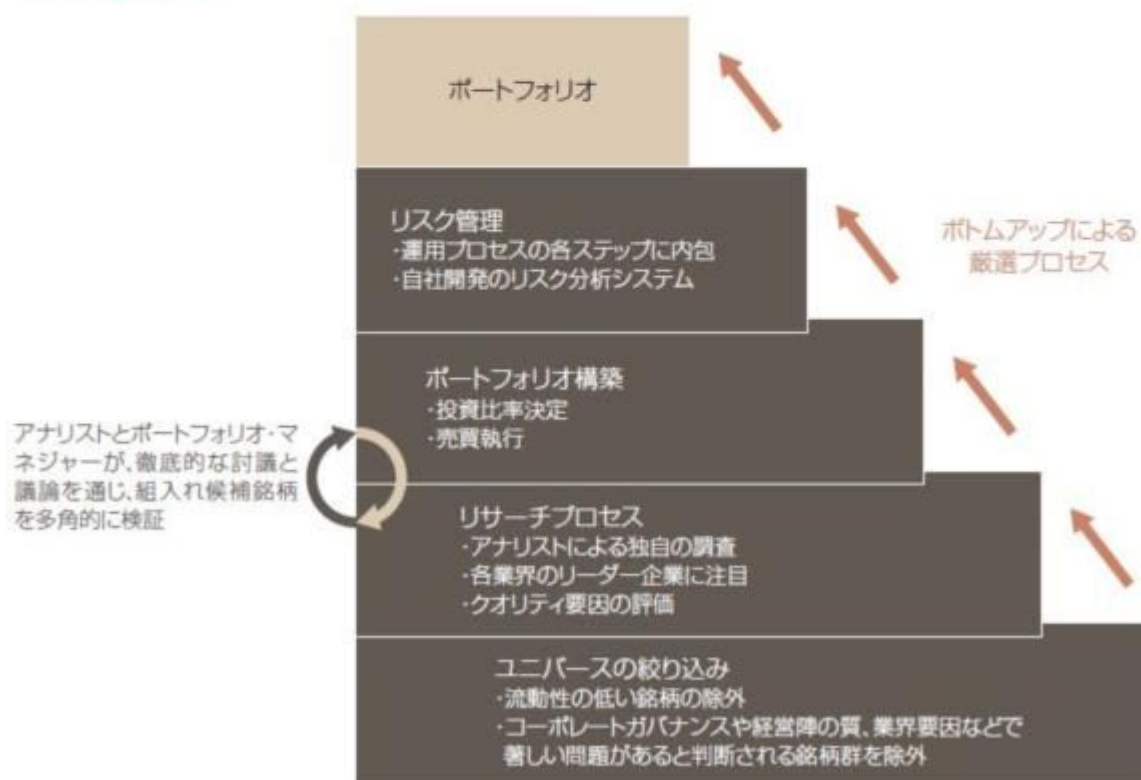 ポートフォリオ
リスク管理
・運用プロセスの各ステップに内包
・自社開発のリスク分析システム
ボトムアップによる
厳選プロセス
ポートフォリオ構築
・投資比率決定
・売買執行
アナリストとポートフォリオ・マ
ネジャーが、徹底的な討議と
議論を通じ、組入れ候補銘柄
を多角的に検証
リサーチプロセス
・アナリストによる独自の調査
・各業界のリーダー企業に注目
・クオリティ要因の評価
ユニバースの絞り込み
・流動性の低い銘柄の除外
・コーポレートガバナンスや経営陣の質、業界要因などで
著しい問題があると判断される銘柄群を除外